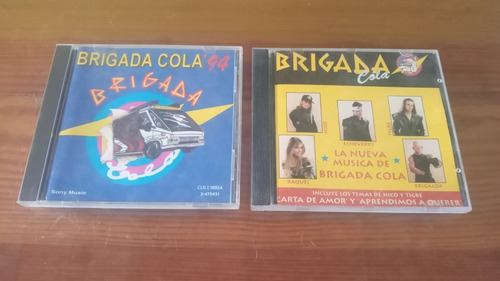 BRIGADA COLA '94
BRIGADA
Cola
Sony Music
BRIGADA
Cola
ECHEVERRY
RAQUEL
LA NUEVA
MUSICA DE
BRIGADA COLA
INCLUYE LOS TEMAS DE NICO Y TIGRE
'CARTA DE AMOR' Y 'APRENDIMOS A QUERER'